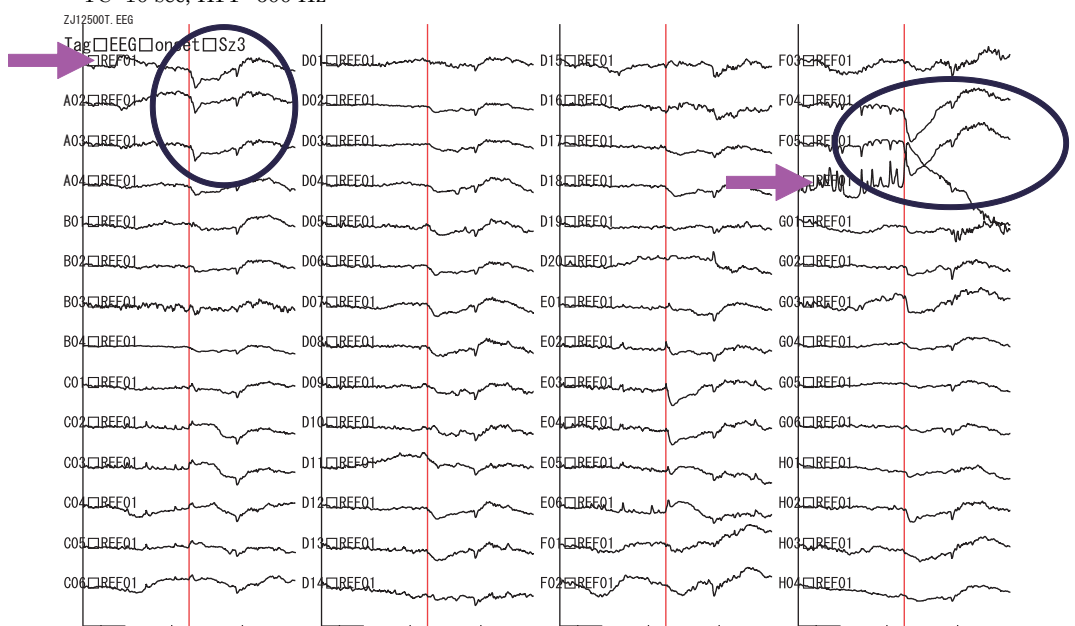 10 sec, Hz
ZJ12500T.EEG
Tag□EEG□onset□Sz3
□REF01
A02□REF01
A03□REF01
A04□REF01
B01□REF01
B02□REF01
B03□REF01
B04□REF01
C01□REF01
C02□REF01
C03□REF01
C04□REF01
C05□REF01
C06□REF01
D01□REF01
D02□REF01
D03□REF01
D04□REF01
D05□REF01
D06□REF01
D07□REF01
D08□REF01
D09□REF01
D10□REF01
D11□REF01
D12□REF01
D13□REF01
D14□REF01
D15□REF01
D16□REF01
D17□REF01
D18□REF01
D19□REF01
D20□REF01
E01□REF01
E02□REF01
E03□REF01
E04□REF01
E05□REF01
E06□REF01
F01□REF01
F02□REF01
F03□REF01
F04□REF01
F05□REF01
□REF01
G01□REF01
G02□REF01
G03□REF01
G04□REF01
G05□REF01
G06□REF01
H01□REF01
H02□REF01
H03□REF01
H04□REF01